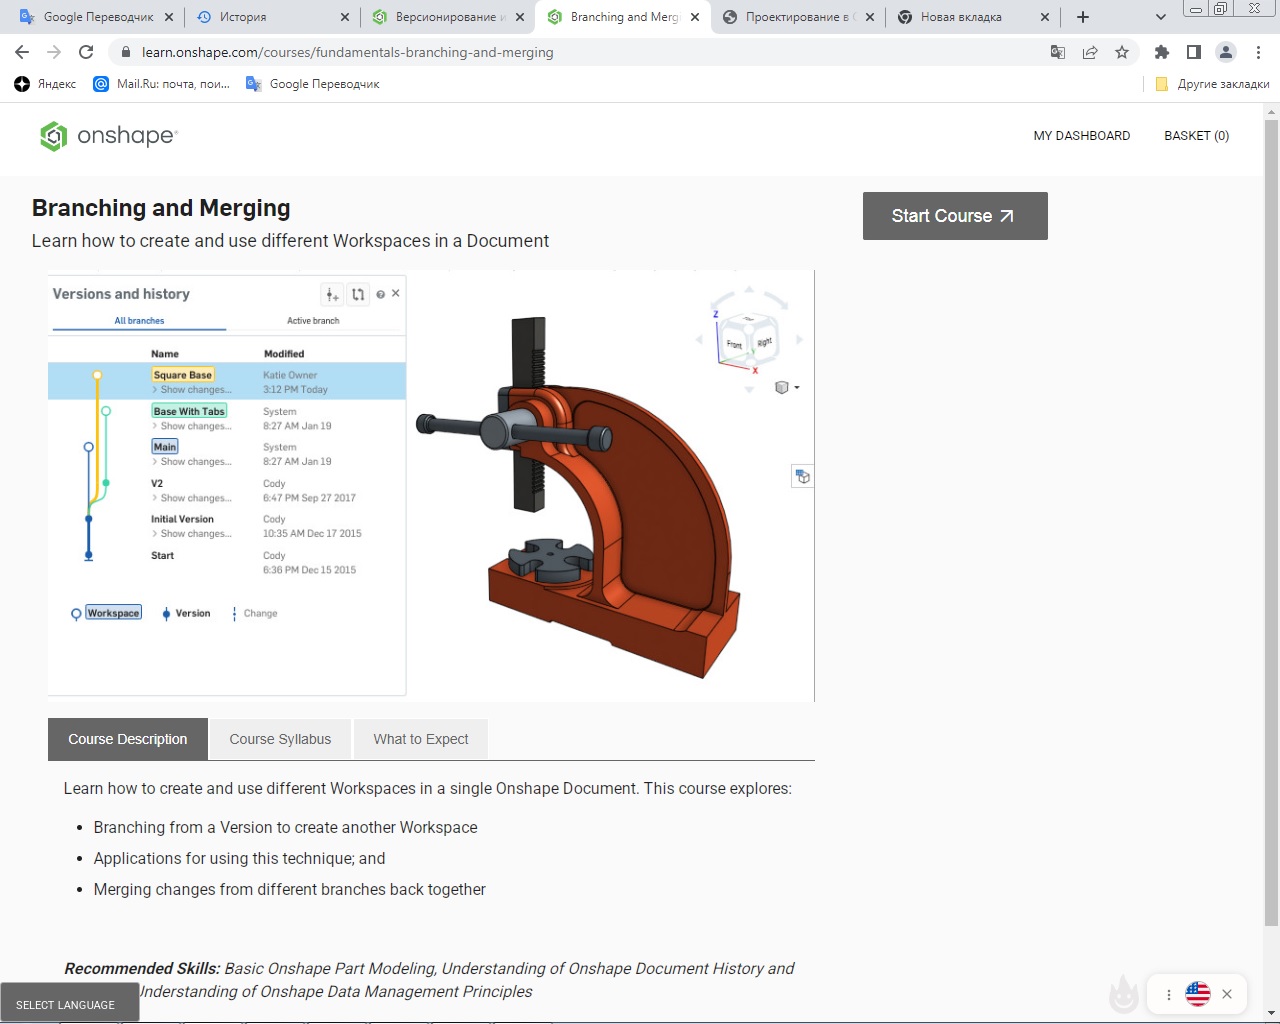 Google Переводчик
История
Версионирование и
Branching and Mergi
Проектирование в
Новая вкладка
learn.onshape.com/courses/fundamentals-branching-and-merging
Яндекс
Mail.Ru: почта, пои...
Google Переводчик
Другие закладки
onshape
MY DASHBOARD
BASKET (0)
Branching and Merging
Start Course
Learn how to create and use different Workspaces in a Document
Versions and history
All branches
Active branch
Name
Modified
Square Base
Katie Owner
Show changes...
3:12 PM Today
Base With Tabs
System
Show changes...
8:27 AM Jan 19
Main
System
Show changes...
8:27 AM Jan 19
V2
Cody
Show changes...
6:47 PM Sep 27 2017
Initial Version
Cody
Show changes...
10:35 AM Dec 17 2015
Start
Cody
6:36 PM Dec 15 2015
Workspace
Version
Change
Z
Front
Right
X
Course Description
Course Syllabus
What to Expect
Learn how to create and use different Workspaces in a single Onshape Document. This course explores:
• Branching from a Version to create another Workspace
• Applications for using this technique; and
• Merging changes from different branches back together
Recommended Skills: Basic Onshape Part Modeling, Understanding of Onshape Document History and
Understanding of Onshape Data Management Principles
SELECT LANGUAGE